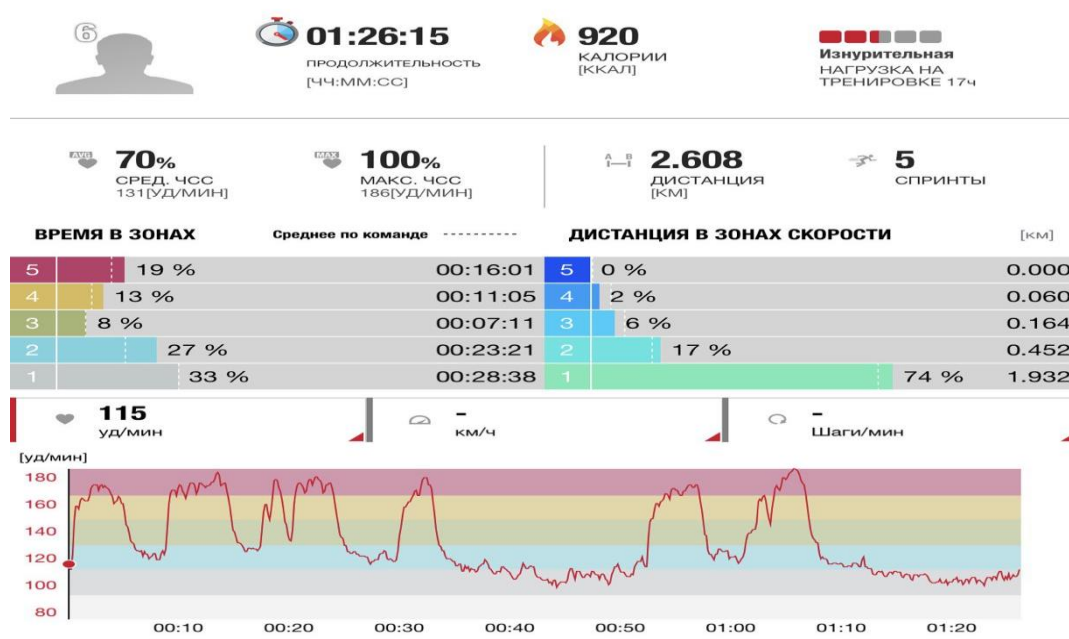 6
01:26:15
ПРОДОЛЖИТЕЛЬНОСТЬ
[ЧЧ:ММ:СС]
920
КАЛОРИИ
[ККАЛ]
Изнурительная
НАГРУЗКА НА
ТРЕНИРОВКЕ 17ч
AVG
70%
СРЕД. ЧСС
131[УД/МИН]
MAX
100%
МАКС. ЧСС
186[УД/МИН]
A B
2.608
ДИСТАНЦИЯ
[КМ]
5
СПРИНТЫ
ВРЕМЯ В ЗОНАХ Среднее по команде
5 19 % 00:16:01
4 13 % 00:11:05
3 8 % 00:07:11
2 27 % 00:23:21
1 33 % 00:28:38
ДИСТАНЦИЯ В ЗОНАХ СКОРОСТИ [КМ]
5 0 % 0.000
4 2 % 0.060
3 6 % 0.164
2 17 % 0.452
1 74 % 1.932
115
уд/мин
-
км/ч
-
Шаги/мин
[уд/мин]
180
160
140
120
100
80
00:10 00:20 00:30 00:40 00:50 01:00 01:10 01:20